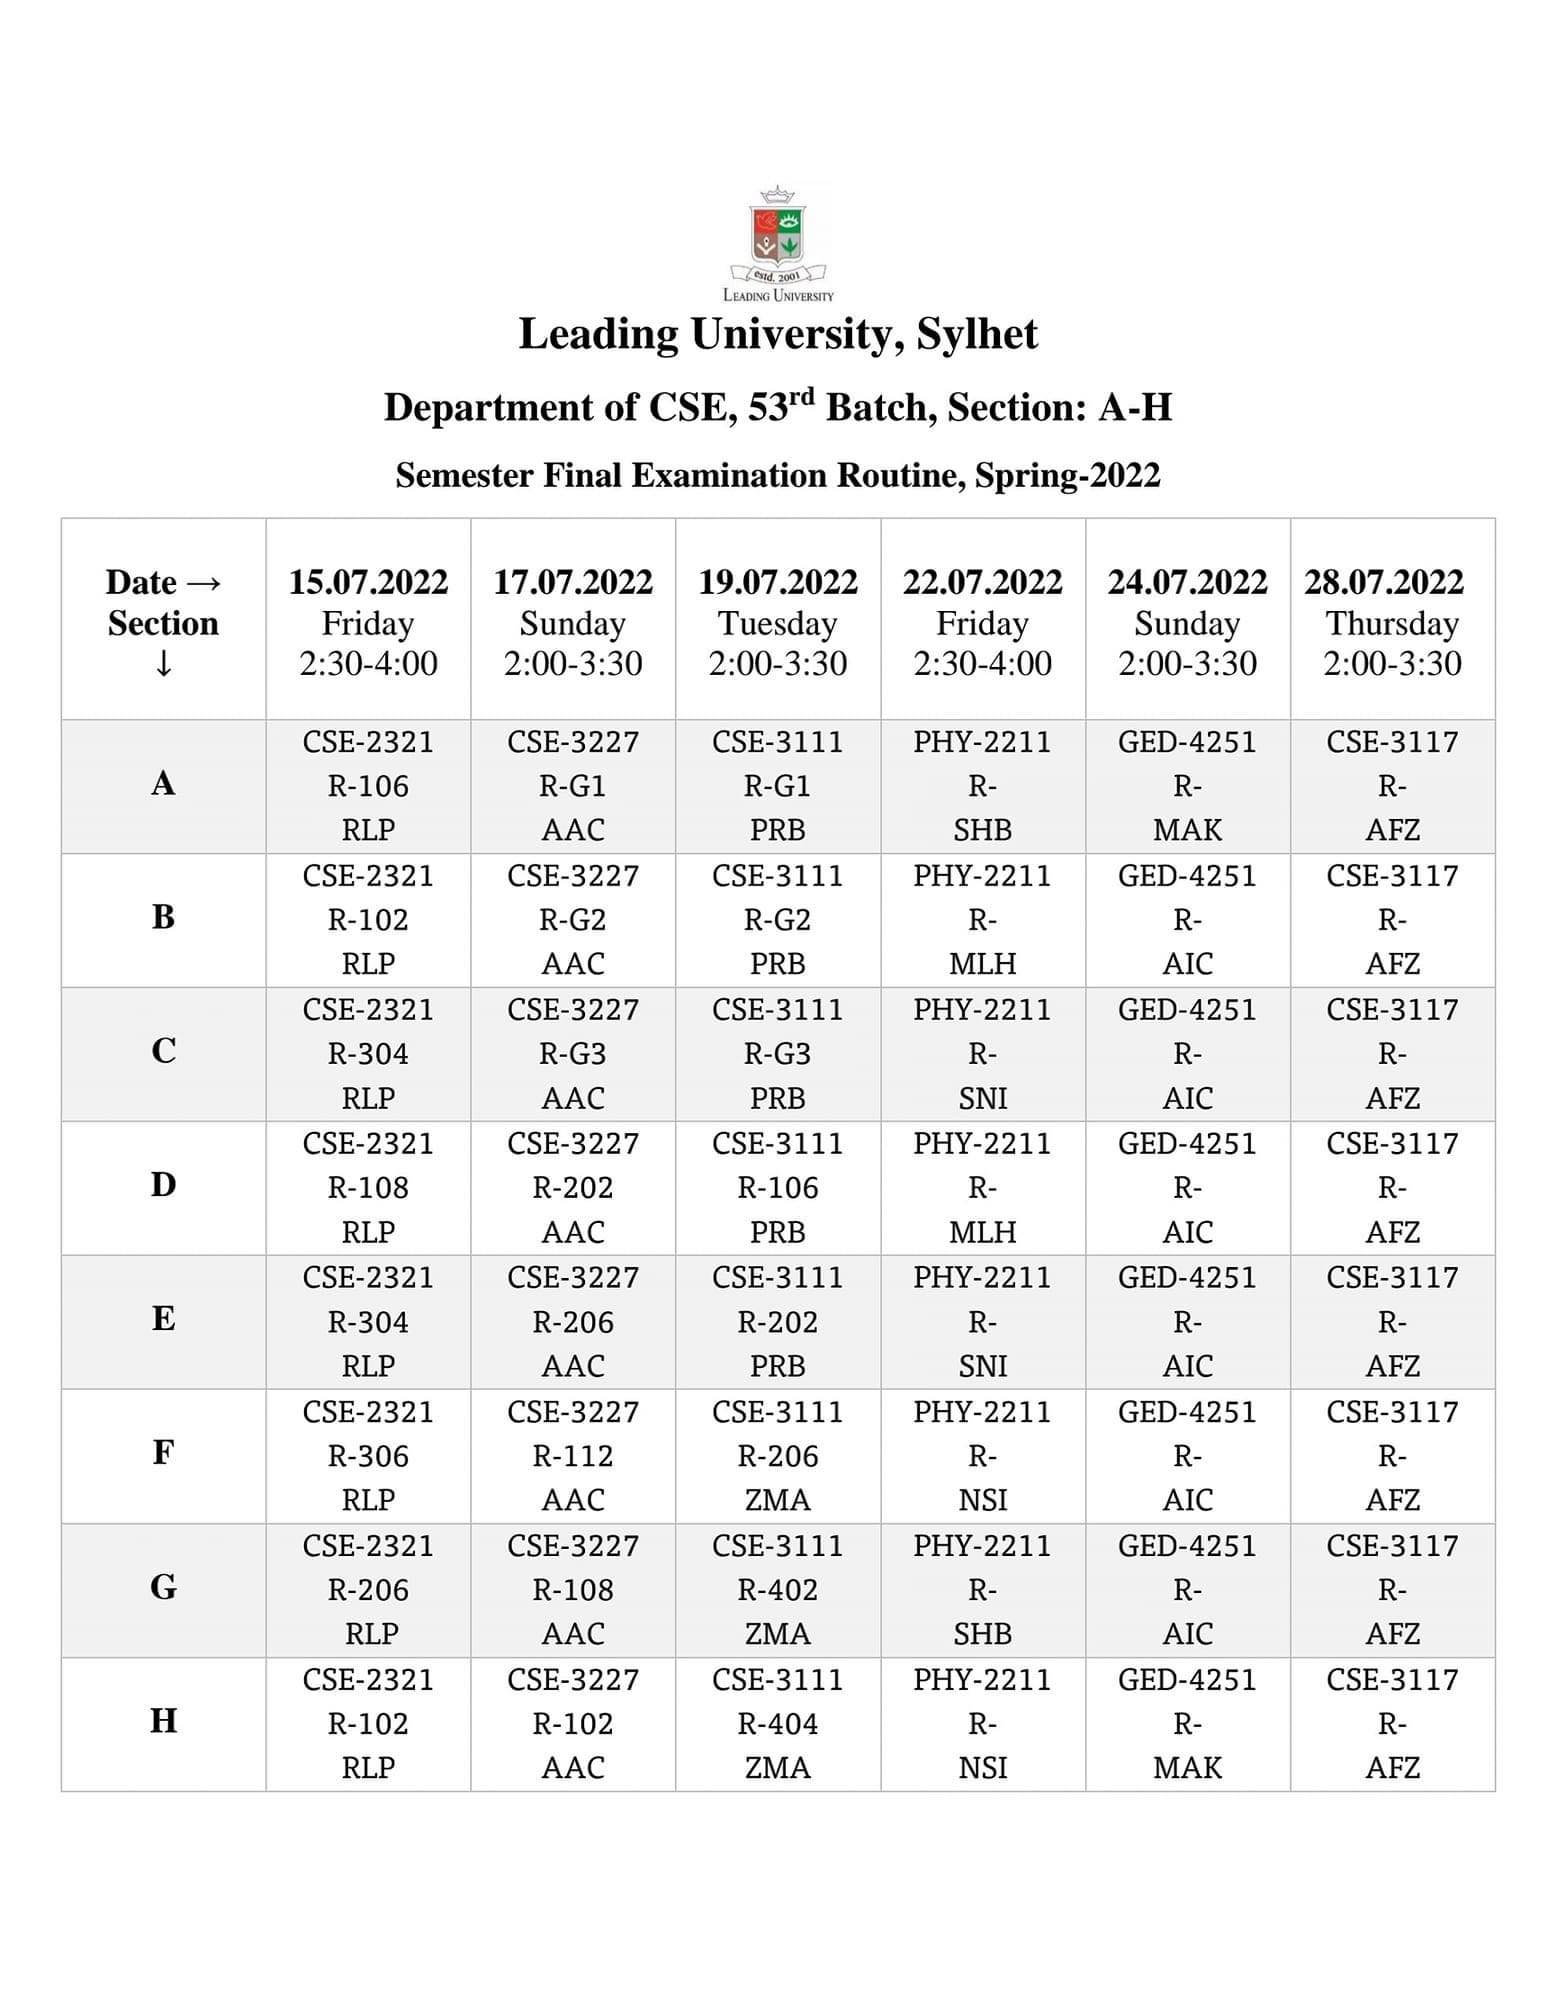 estd. 2001
LEADING UNIVERSITY
Leading University, Sylhet
Department of CSE, 53rd Batch, Section: A-H
Semester Final Examination Routine, Spring-2022
Date → 15.07.2022 17.07.2022 19.07.2022 22.07.2022 24.07.2022 28.07.2022
Section Friday Sunday Tuesday Friday Sunday Thursday
↓ 2:30-4:00 2:00-3:30 2:00-3:30 2:30-4:00 2:00-3:30 2:00-3:30
CSE-2321 CSE-3227 CSE-3111 PHY-2211 GED-4251 CSE-3117
A R-106 R-G1 R-G1 R- R- R-
RLP AAC PRB SHB MAK AFZ
CSE-2321 CSE-3227 CSE-3111 PHY-2211 GED-4251 CSE-3117
B R-102 R-G2 R-G2 R- R- R-
RLP AAC PRB MLH AIC AFZ
CSE-2321 CSE-3227 CSE-3111 PHY-2211 GED-4251 CSE-3117
C R-304 R-G3 R-G3 R- R- R-
RLP AAC PRB SNI AIC AFZ
CSE-2321 CSE-3227 CSE-3111 PHY-2211 GED-4251 CSE-3117
D R-108 R-202 R-106 R- R- R-
RLP AAC PRB MLH AIC AFZ
CSE-2321 CSE-3227 CSE-3111 PHY-2211 GED-4251 CSE-3117
E R-304 R-206 R-202 R- R- R-
RLP AAC PRB SNI AIC AFZ
CSE-2321 CSE-3227 CSE-3111 PHY-2211 GED-4251 CSE-3117
F R-306 R-112 R-206 R- R- R-
RLP AAC ZMA NSI AIC AFZ
CSE-2321 CSE-3227 CSE-3111 PHY-2211 GED-4251 CSE-3117
G R-206 R-108 R-402 R- R- R-
RLP AAC ZMA SHB AIC AFZ
CSE-2321 CSE-3227 CSE-3111 PHY-2211 GED-4251 CSE-3117
H R-102 R-102 R-404 R- R- R-
RLP AAC ZMA NSI MAK AFZ